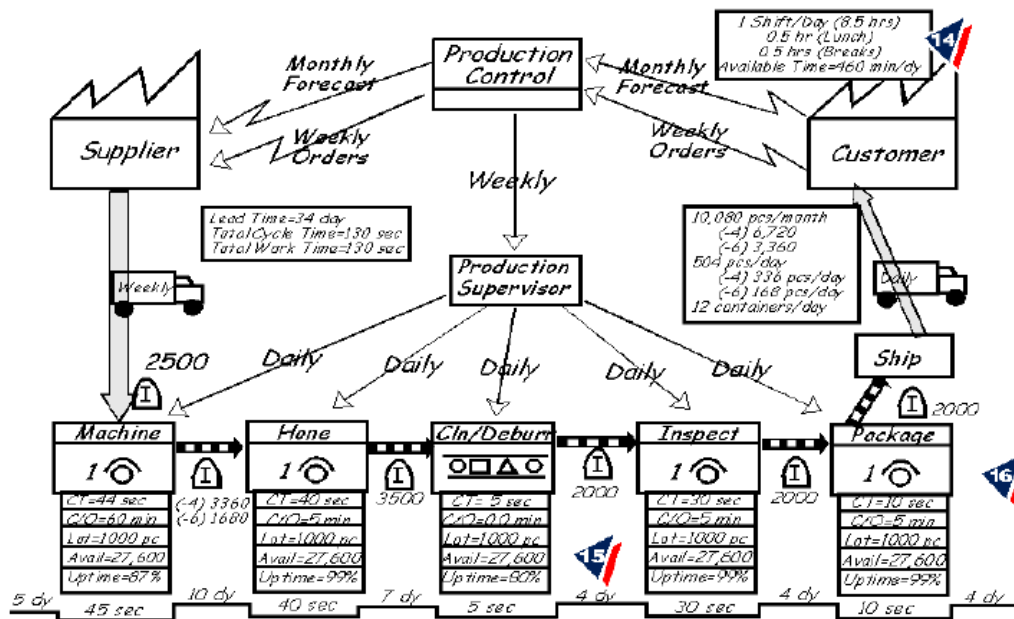 1 Shift/Day (8.5 hrs)
0.5 hr (Lunch)
0.5 hrs (Breaks)
Available Time=460 min/dy
14
Production
Control
Monthly
Forecast
Weekly
Orders
Monthly
Forecast
Weekly
Orders
Supplier
Customer
Weekly
Lead Time=34 day
Total Cycle Time=130 sec
Total Work Time=130 sec
10,080 pcs/month
(-4) 6,720
(-6) 3,360
504 pcs/day
(-4) 336 pcs/day
(-6) 168 pcs/day
12 containers/day
Production
Supervisor
Weekly
Daily
Daily
Daily
Daily
Daily
Daily
Ship
2500
I
I
2000
Machine
1
Hone
1
Cln/Deburr
Inspect
1
Package
1
I
(-4) 3360
(-6) 1680
I
3500
I
2000
I
2000
16
CT=44 sec
C/O=60 min
Lot=1000 pc
Avail=27,600
Uptime=87%
CT=40 sec
C/O=5 min
Lot=1000 pc
Avail=27,600
Uptime=99%
CT= 5 sec
C/O=0.0 min
Lot=1000 pc
Avail=27,600
Uptime=80%
15
CT=30 sec
C/O=5 min
Lot=1000 pc
Avail=27,600
Uptime=99%
CT=10 sec
C/O=5 min
Lot=1000 pc
Avail=27,600
Uptime=99%
5 dy
45 sec
10 dy
40 sec
7 dy
5 sec
4 dy
30 sec
4 dy
10 sec
4 dy